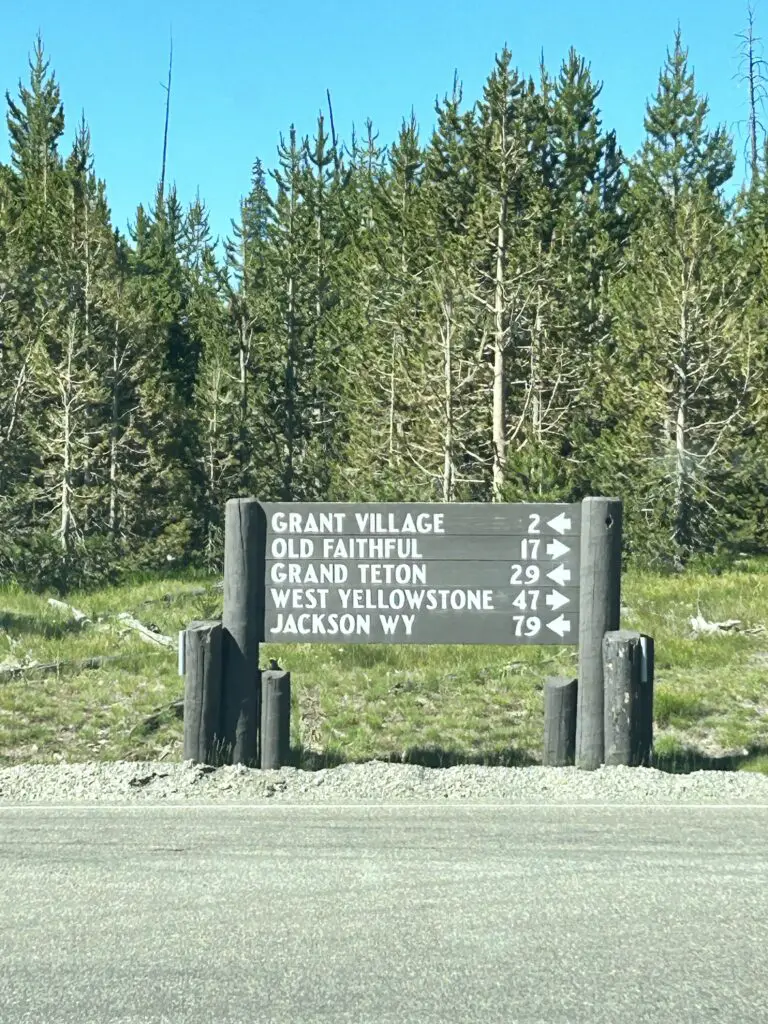 GRANT VILLAGE 2 ←
OLD FAITHFUL 17 →
GRAND TETON 29 ←
WEST YELLOWSTONE 47 →
JACKSON WY 79 ←